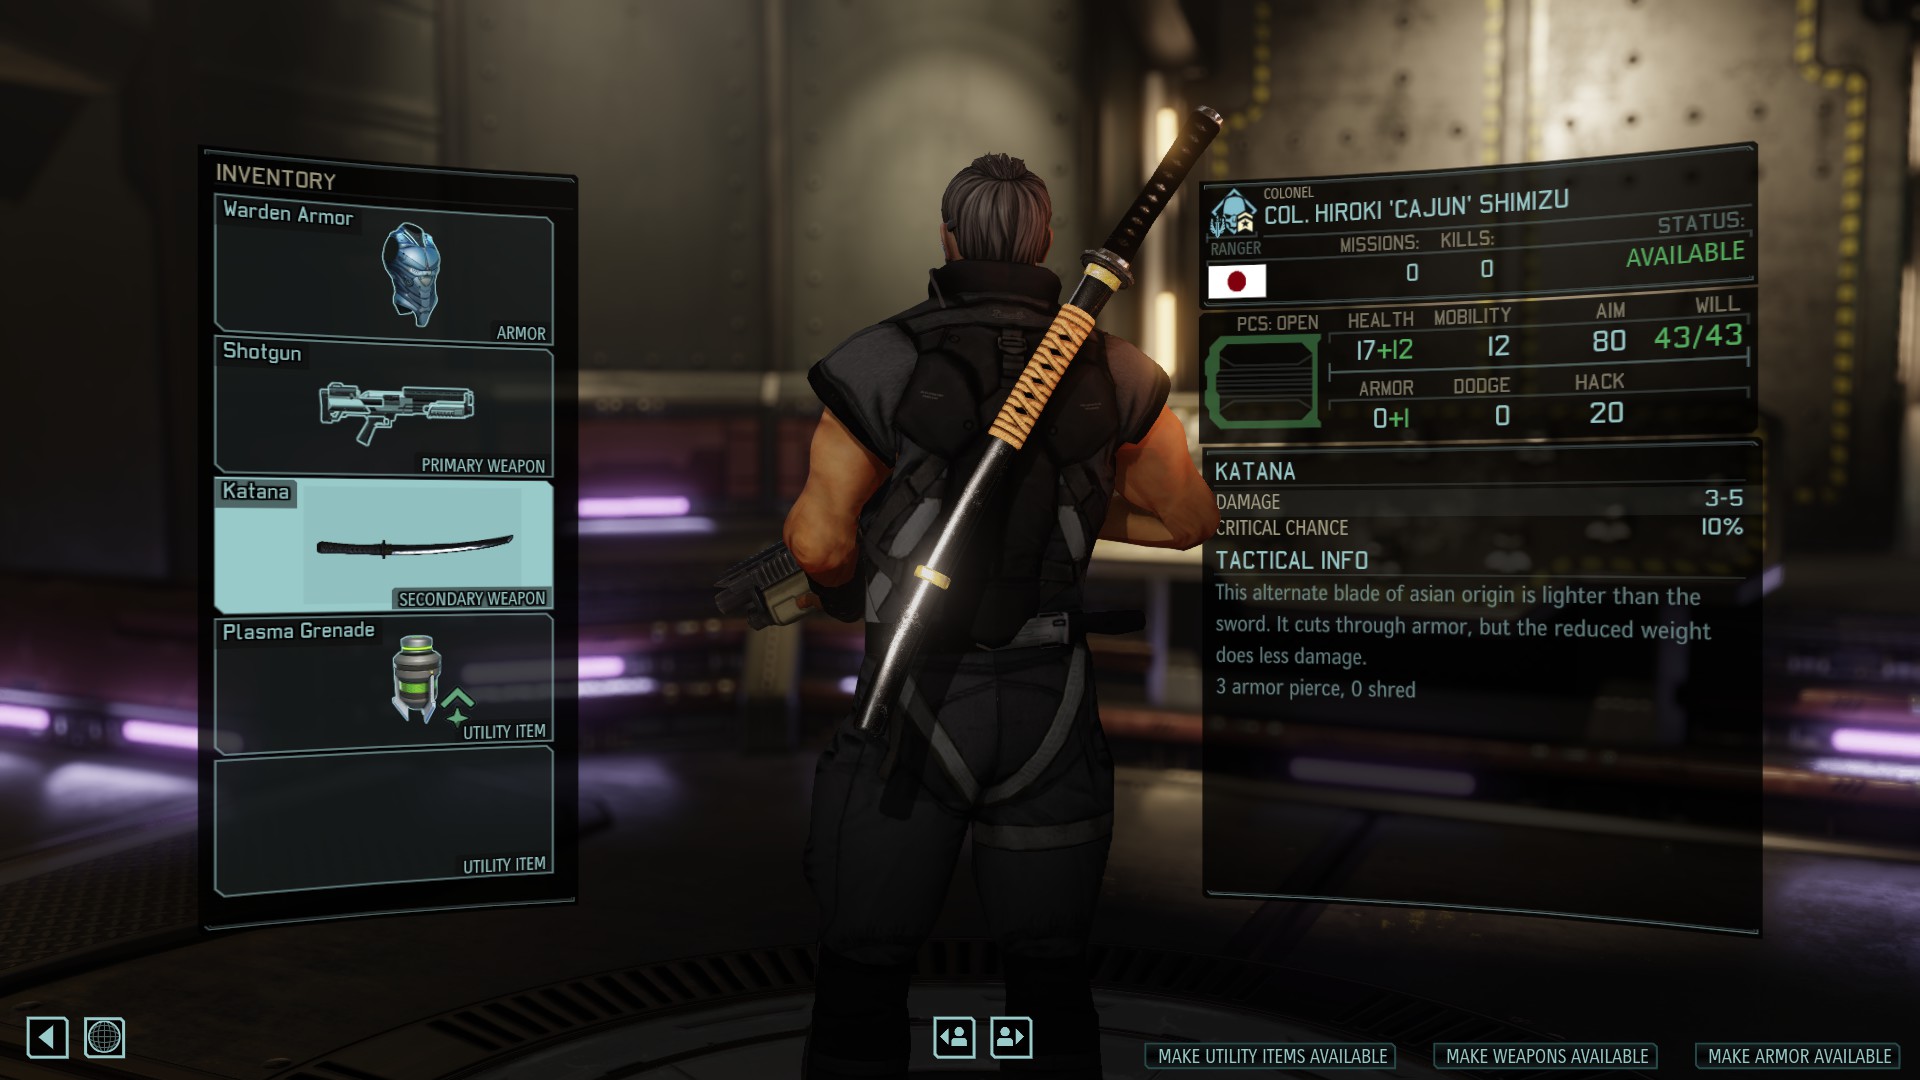 INVENTORY
Warden Armor
ARMOR
Shotgun
PRIMARY WEAPON
Katana
SECONDARY WEAPON
Plasma Grenade
UTILITY ITEM
UTILITY ITEM
COLONEL
COL. HIROKI 'CAJUN' SHIMIZU
RANGER
MISSIONS: KILLS: STATUS:
0 0 AVAILABLE
PCS: OPEN HEALTH MOBILITY AIM WILL
17+12 12 80 43/43
ARMOR DODGE HACK
0+1 0 20
KATANA
DAMAGE 3-5
CRITICAL CHANCE 10%
TACTICAL INFO
This alternate blade of asian origin is lighter than the
sword. It cuts through armor, but the reduced weight
does less damage.
3 armor pierce, 0 shred
MAKE UTILITY ITEMS AVAILABLE MAKE WEAPONS AVAILABLE MAKE ARMOR AVAILABLE